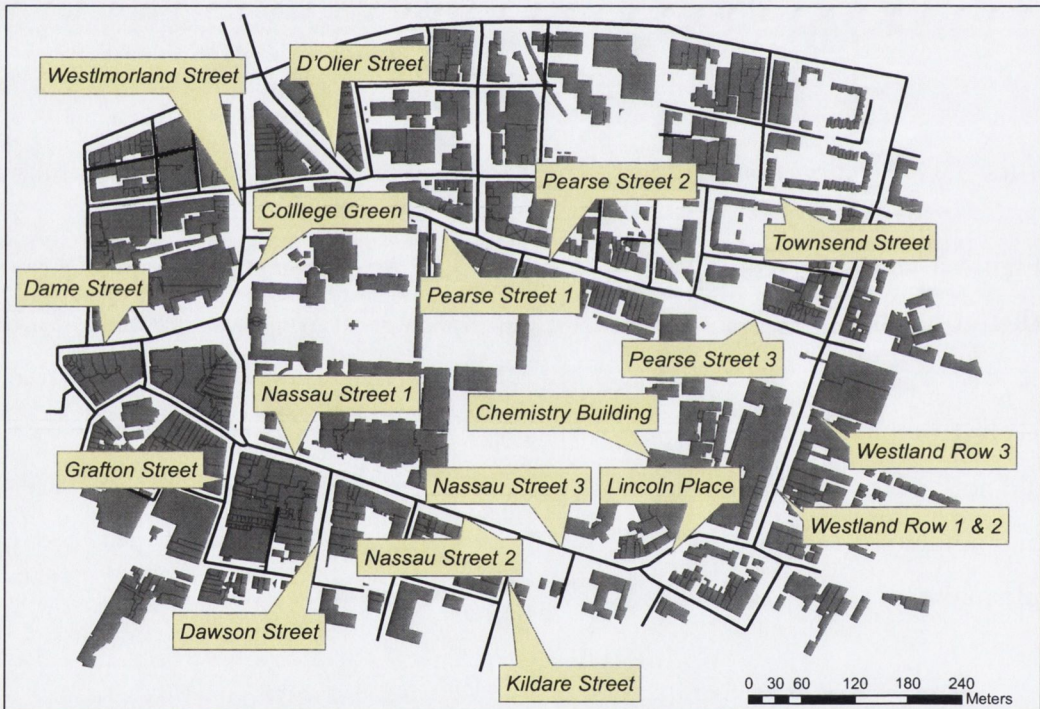 D'Olier Street
Westlmorland Street
Pearse Street 2
Colllege Green
Townsend Street
Dame Street
Pearse Street 1
Pearse Street 3
Nassau Street 1
Chemistry Building
Westland Row 3
Grafton Street
Nassau Street 3
Lincoln Place
Westland Row 1 & 2
Nassau Street 2
Dawson Street
Kildare Street
0 30 60 120 180 240
Meters